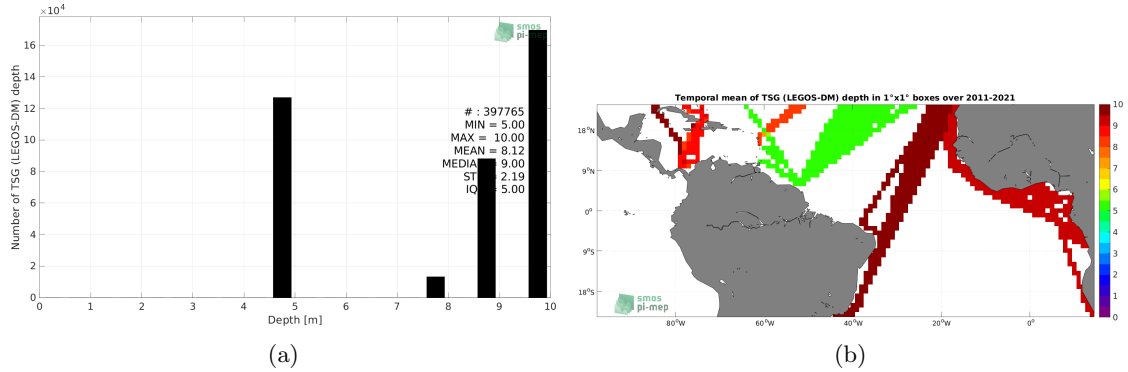 ×10⁴
16
14
12
10
8
6
4
2
0
Number of TSG (LEGOS-DM) depth
smos
pi-mep
# : 397765
MIN = 5.00
MAX = 10.00
MEAN = 8.12
MEDIA = 9.00
ST = 2.19
IQ = 5.00
0 1 2 3 4 5 6 7 8 9 10
Depth [m]
(a)
Temporal mean of TSG (LEGOS-DM) depth in 1°x1° boxes over 2011-2021
18°N
9°N
0°
9°S
18°S
80°W 60°W 40°W 20°W 0°
smos
pi-mep
10
9
8
7
6
5
4
3
2
1
0
(b)